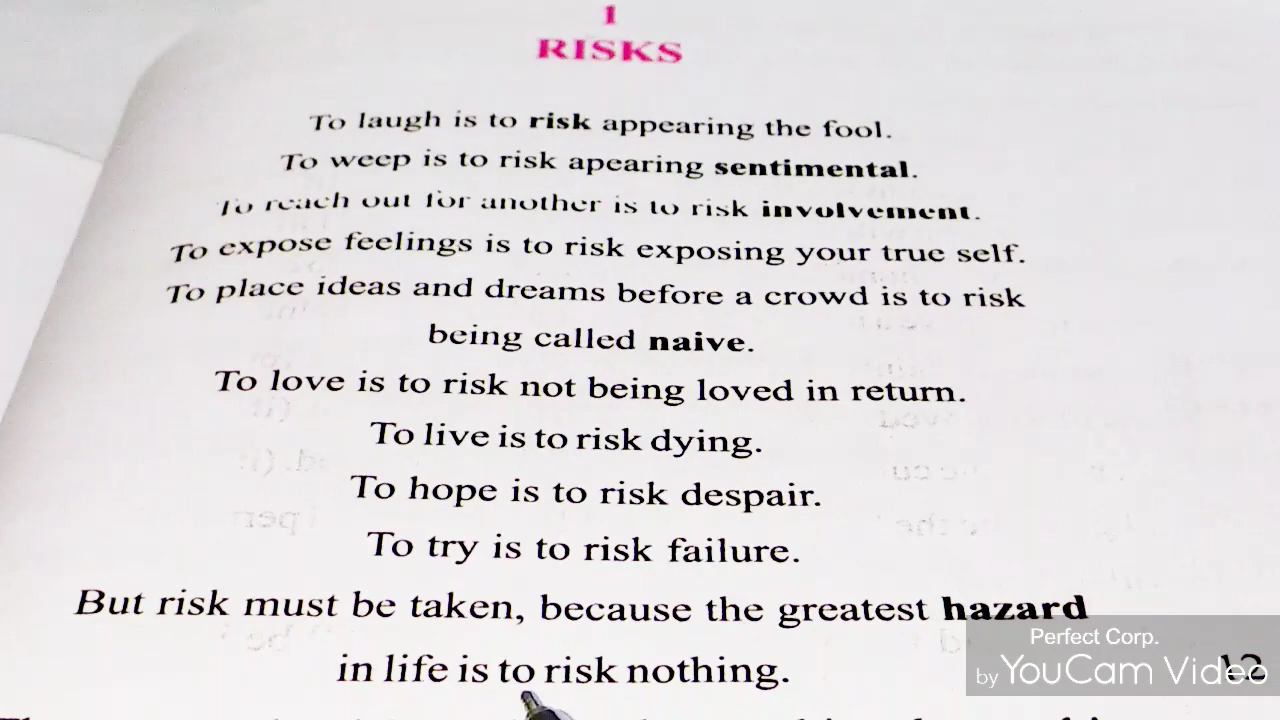 1
RISKS
To laugh is to risk appearing the fool.
To weep is to risk apearing sentimental.
To reach out for another is to risk involvement.
To expose feelings is to risk exposing your true self.
To place ideas and dreams before a crowd is to risk
being called naive.
To love is to risk not being loved in return.
To live is to risk dying.
To hope is to risk despair.
To try is to risk failure.
But risk must be taken, because the greatest hazard
in life is to risk nothing.
12
Perfect Corp.
by YouCam Video